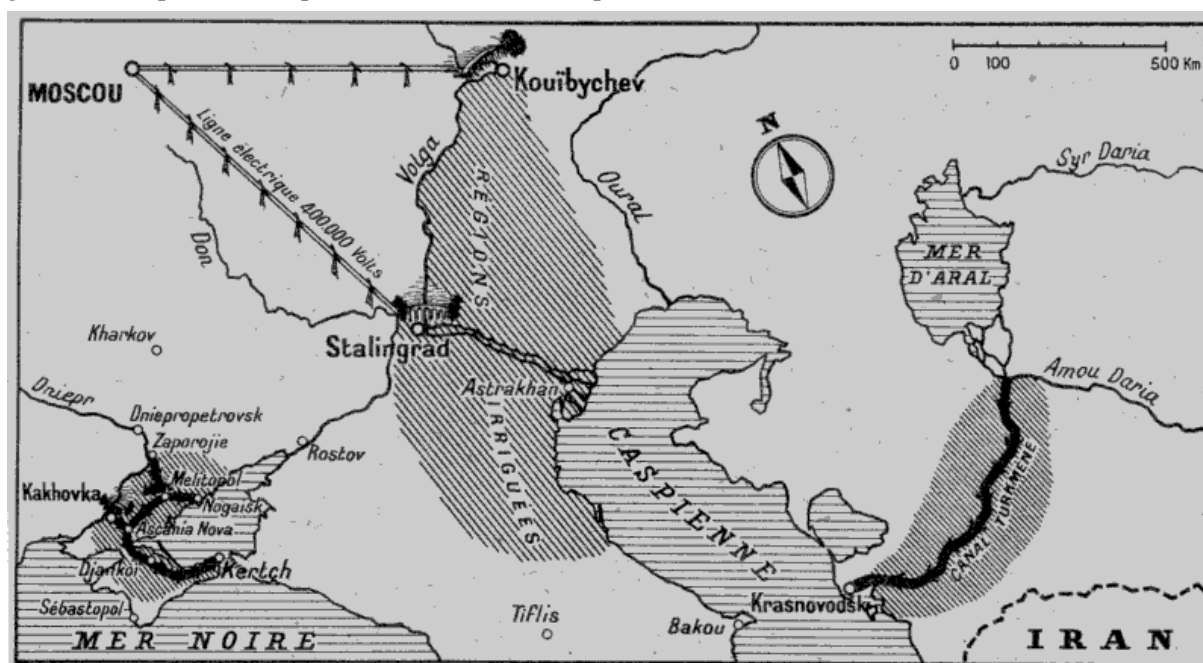 MOSCOU
Kouïbychev
0 100 500 Km
N
Ligne électrique 400.000 Volts
Volga
RÉGIONS
Oural
Syr Daria
Don
MER
D'ARAL
Stalingrad
Kharkov
Astrakhan
Amou Daria
Dniepr
Dniepropetrovsk
Zaporojie
Rostov
IRRIGUÉES
CASPIENNE
Kakhovka
Melitopol
Nogaisk
Ascania Nova
CANAL TURKMÈNE
Djankoï
Kertch
Krasnovodsk
Sébastopol
Tiflis
Bakou
MER NOIRE
IRAN